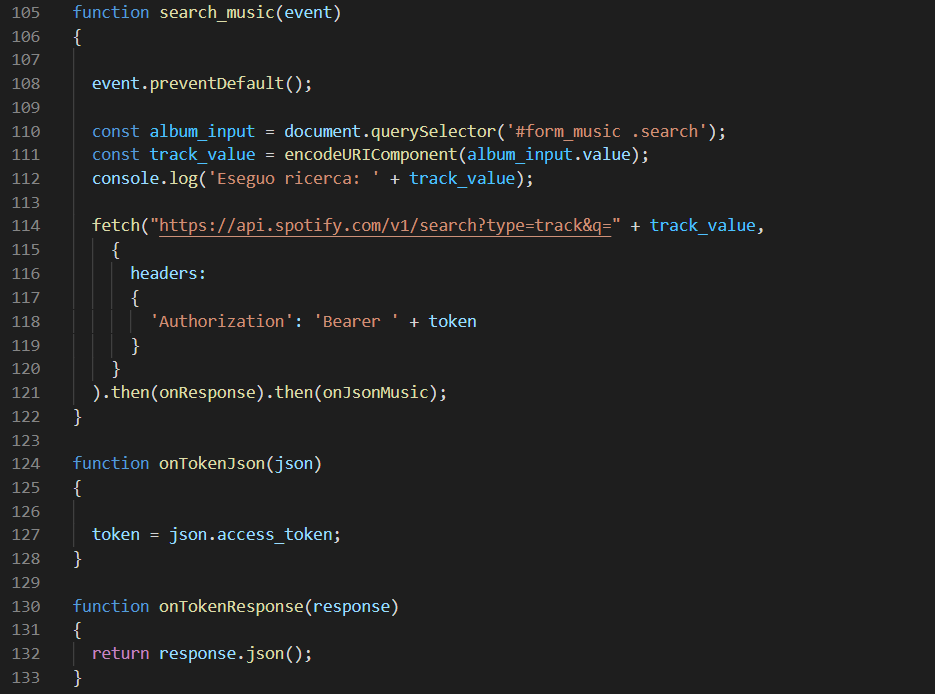 105 function search_music(event)
106 {
107
108   event.preventDefault();
109
110   const album_input = document.querySelector('#form_music .search');
111   const track_value = encodeURIComponent(album_input.value);
112   console.log('Eseguo ricerca: ' + track_value);
113
114   fetch("https://api.spotify.com/v1/search?type=track&q=" + track_value,
115     {
116       headers:
117       {
118         'Authorization': 'Bearer ' + token
119       }
120     }
121   ).then(onResponse).then(onJsonMusic);
122 }
123
124 function onTokenJson(json)
125 {
126
127   token = json.access_token;
128 }
129
130 function onTokenResponse(response)
131 {
132   return response.json();
133 }